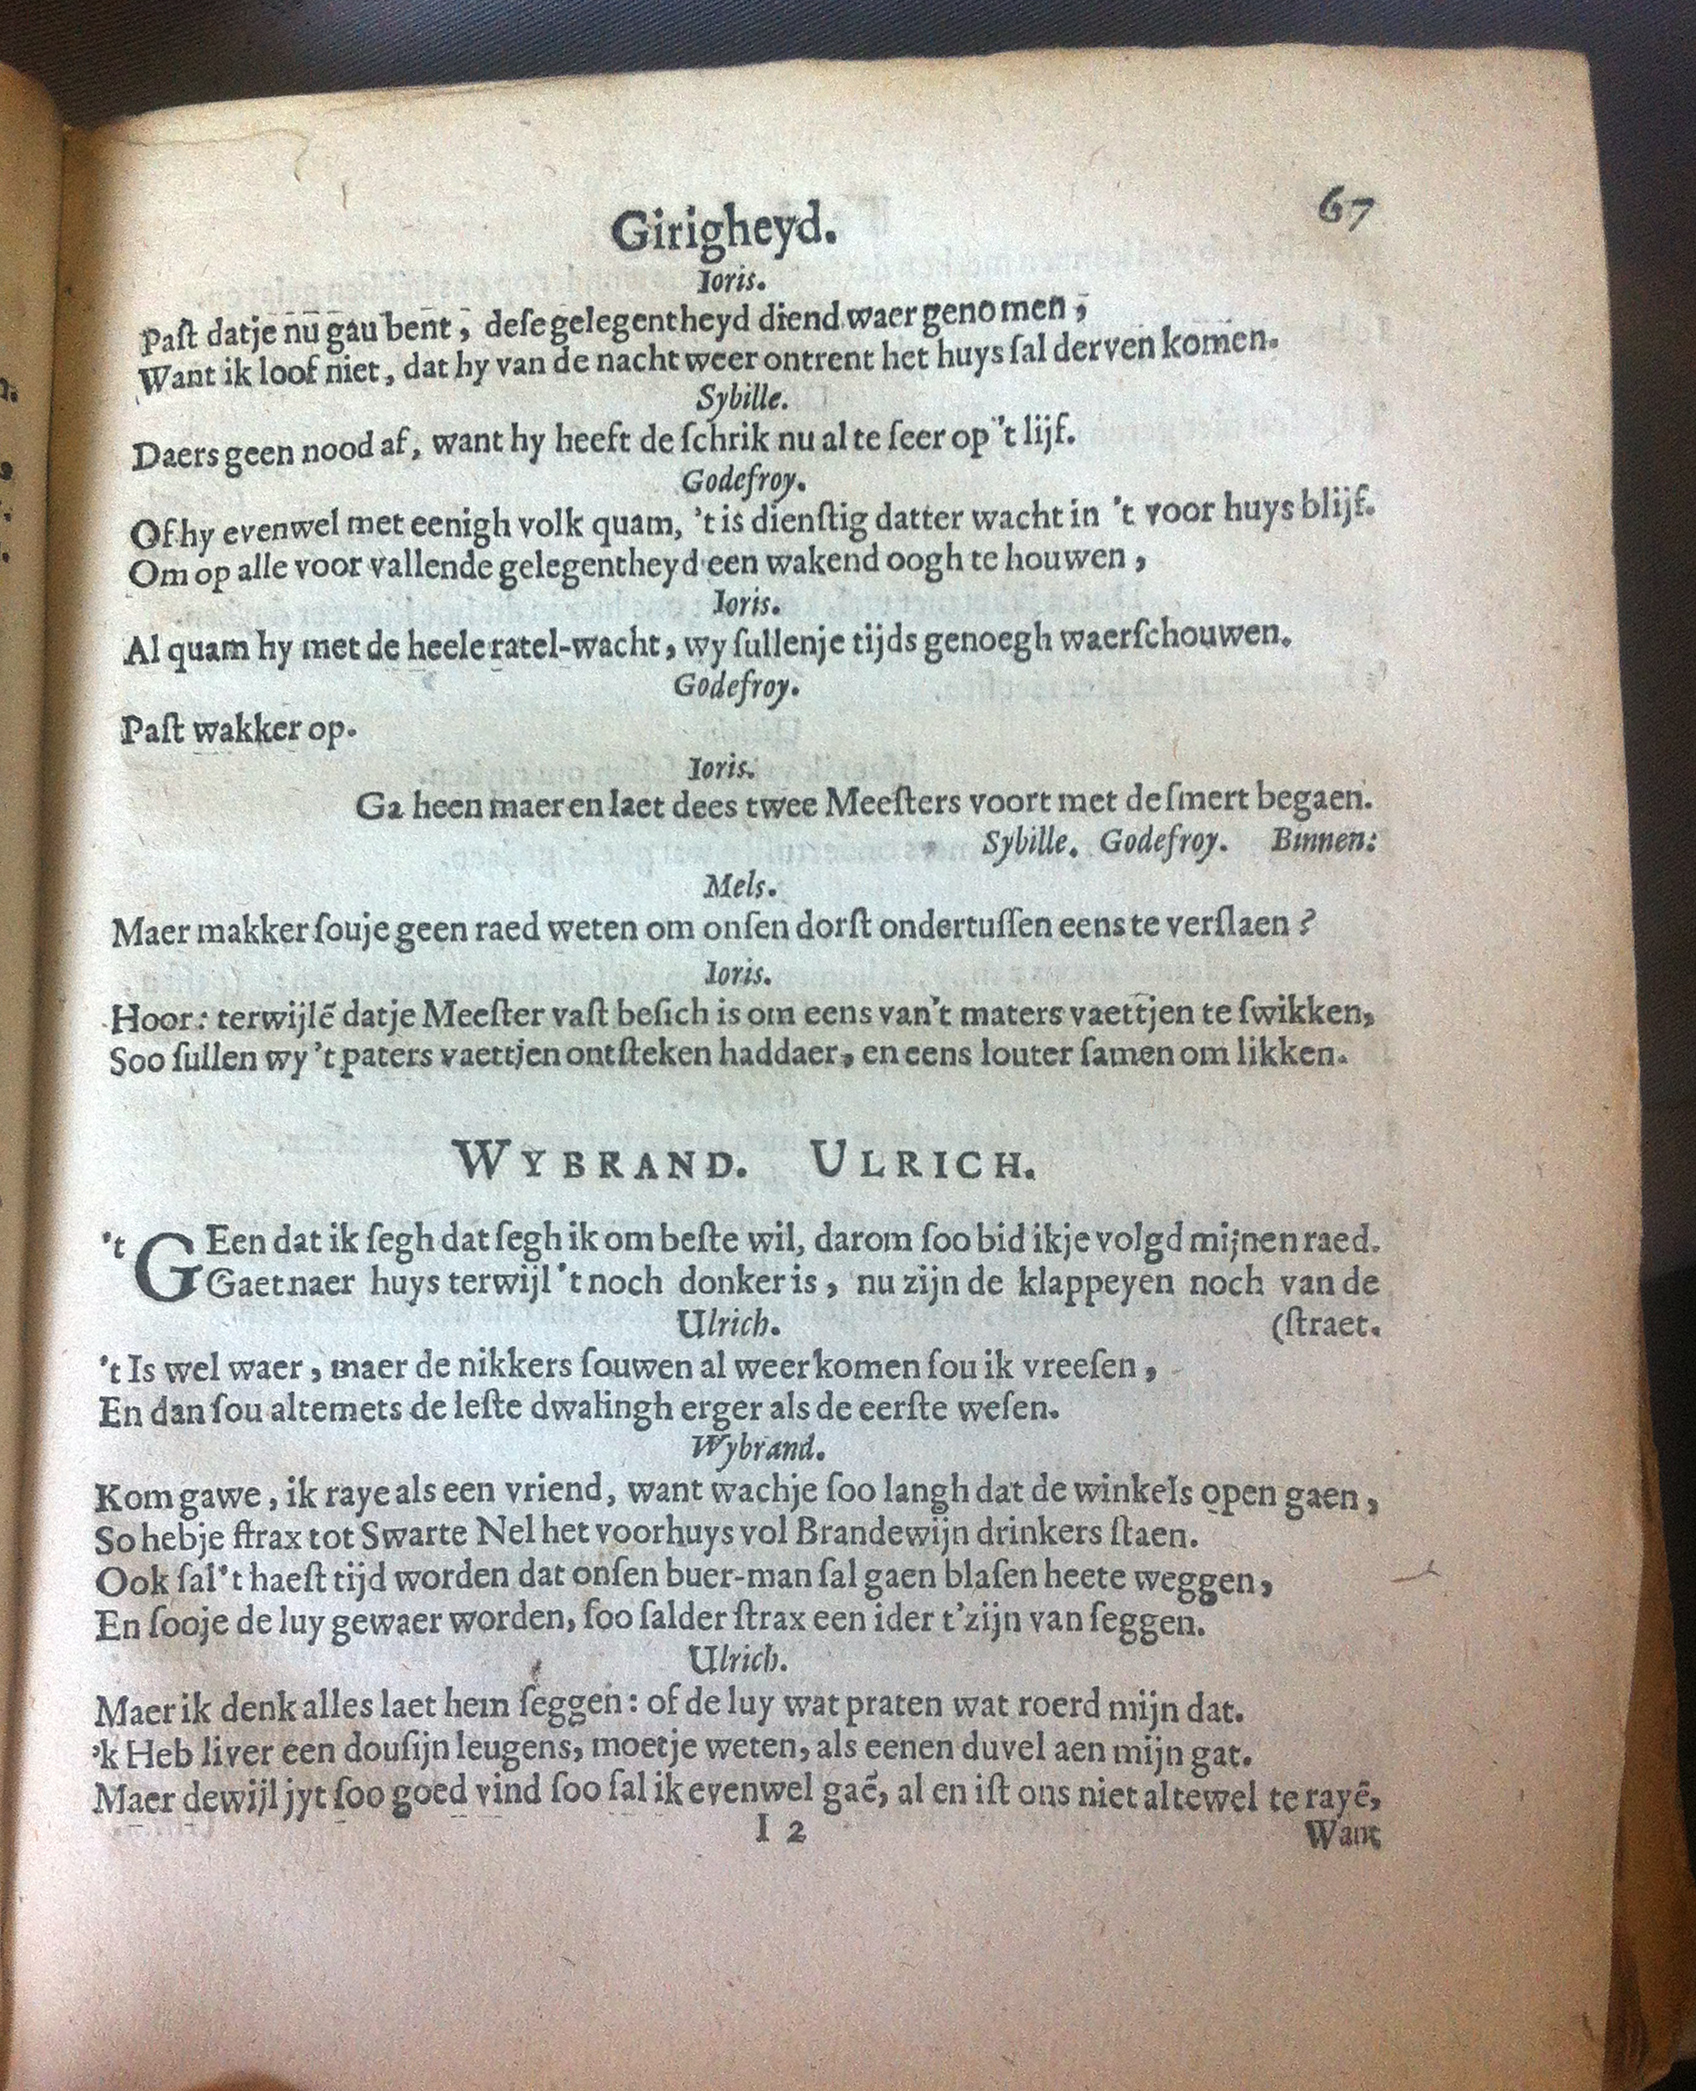 Girigheyd. 67
Ioris.
Past datje nu gau bent, dese gelegentheyd diend waer genomen,
Want ik loof niet, dat hy van de nacht weer ontrent het huys sal derven komen.
Sybille.
Daers geen nood af, want hy heeft de schrik nu al te seer op 't lijf.
Godefroy.
Of hy evenwel met eenigh volk quam, 't is dienstig datter wacht in 't voor huys blijf.
Om op alle voor vallende gelegentheyd een wakend oogh te houwen,
Ioris.
Al quam hy met de heele ratel-wacht, wy sullenje tijds genoegh waerschouwen.
Godefroy.
Past wakker op.
Ioris.
Ga heen maer en laet dees twee Meesters voort met de smert begaen.
Sybille. Godefroy. Binnen:
Mels.
Maer makker souje geen raed weten om onsen dorst ondertussen eens te verslaen?
Ioris.
Hoor: terwijlẽ datje Meester vast besich is om eens van't maters vaettjen te swikken,
Soo sullen wy 't paters vaettjen ontsteken haddaer, en eens louter samen om likken.
WYBRAND. ULRICH.
't GEen dat ik segh dat segh ik om beste wil, darom soo bid ikje volgd mijnen raed.
Gaet naer huys terwijl 't noch donker is, nu zijn de klappeyen noch van de
Ulrich. (straet.
't Is wel waer, maer de nikkers souwen al weer komen sou ik vreesen,
En dan sou altemets de leste dwalingh erger als de eerste wesen.
Wybrand.
Kom gawe, ik raye als een vriend, want wachje soo langh dat de winkels open gaen,
So hebje strax tot Swarte Nel het voorhuys vol Brandewijn drinkers staen.
Ook sal't haest tijd worden dat onsen buer-man sal gaen blasen heete weggen,
En sooje de luy gewaer worden, soo salder strax een ider t'zijn van seggen.
Ulrich.
Maer ik denk alles laet hem seggen: of de luy wat praten wat roerd mijn dat.
'k Heb liver een dousijn leugens, moetje weten, als eenen duvel aen mijn gat.
Maer dewijl jyt soo goed vind soo sal ik evenwel gaẽ, al en ist ons niet altewel te rayẽ,
I 2 Want